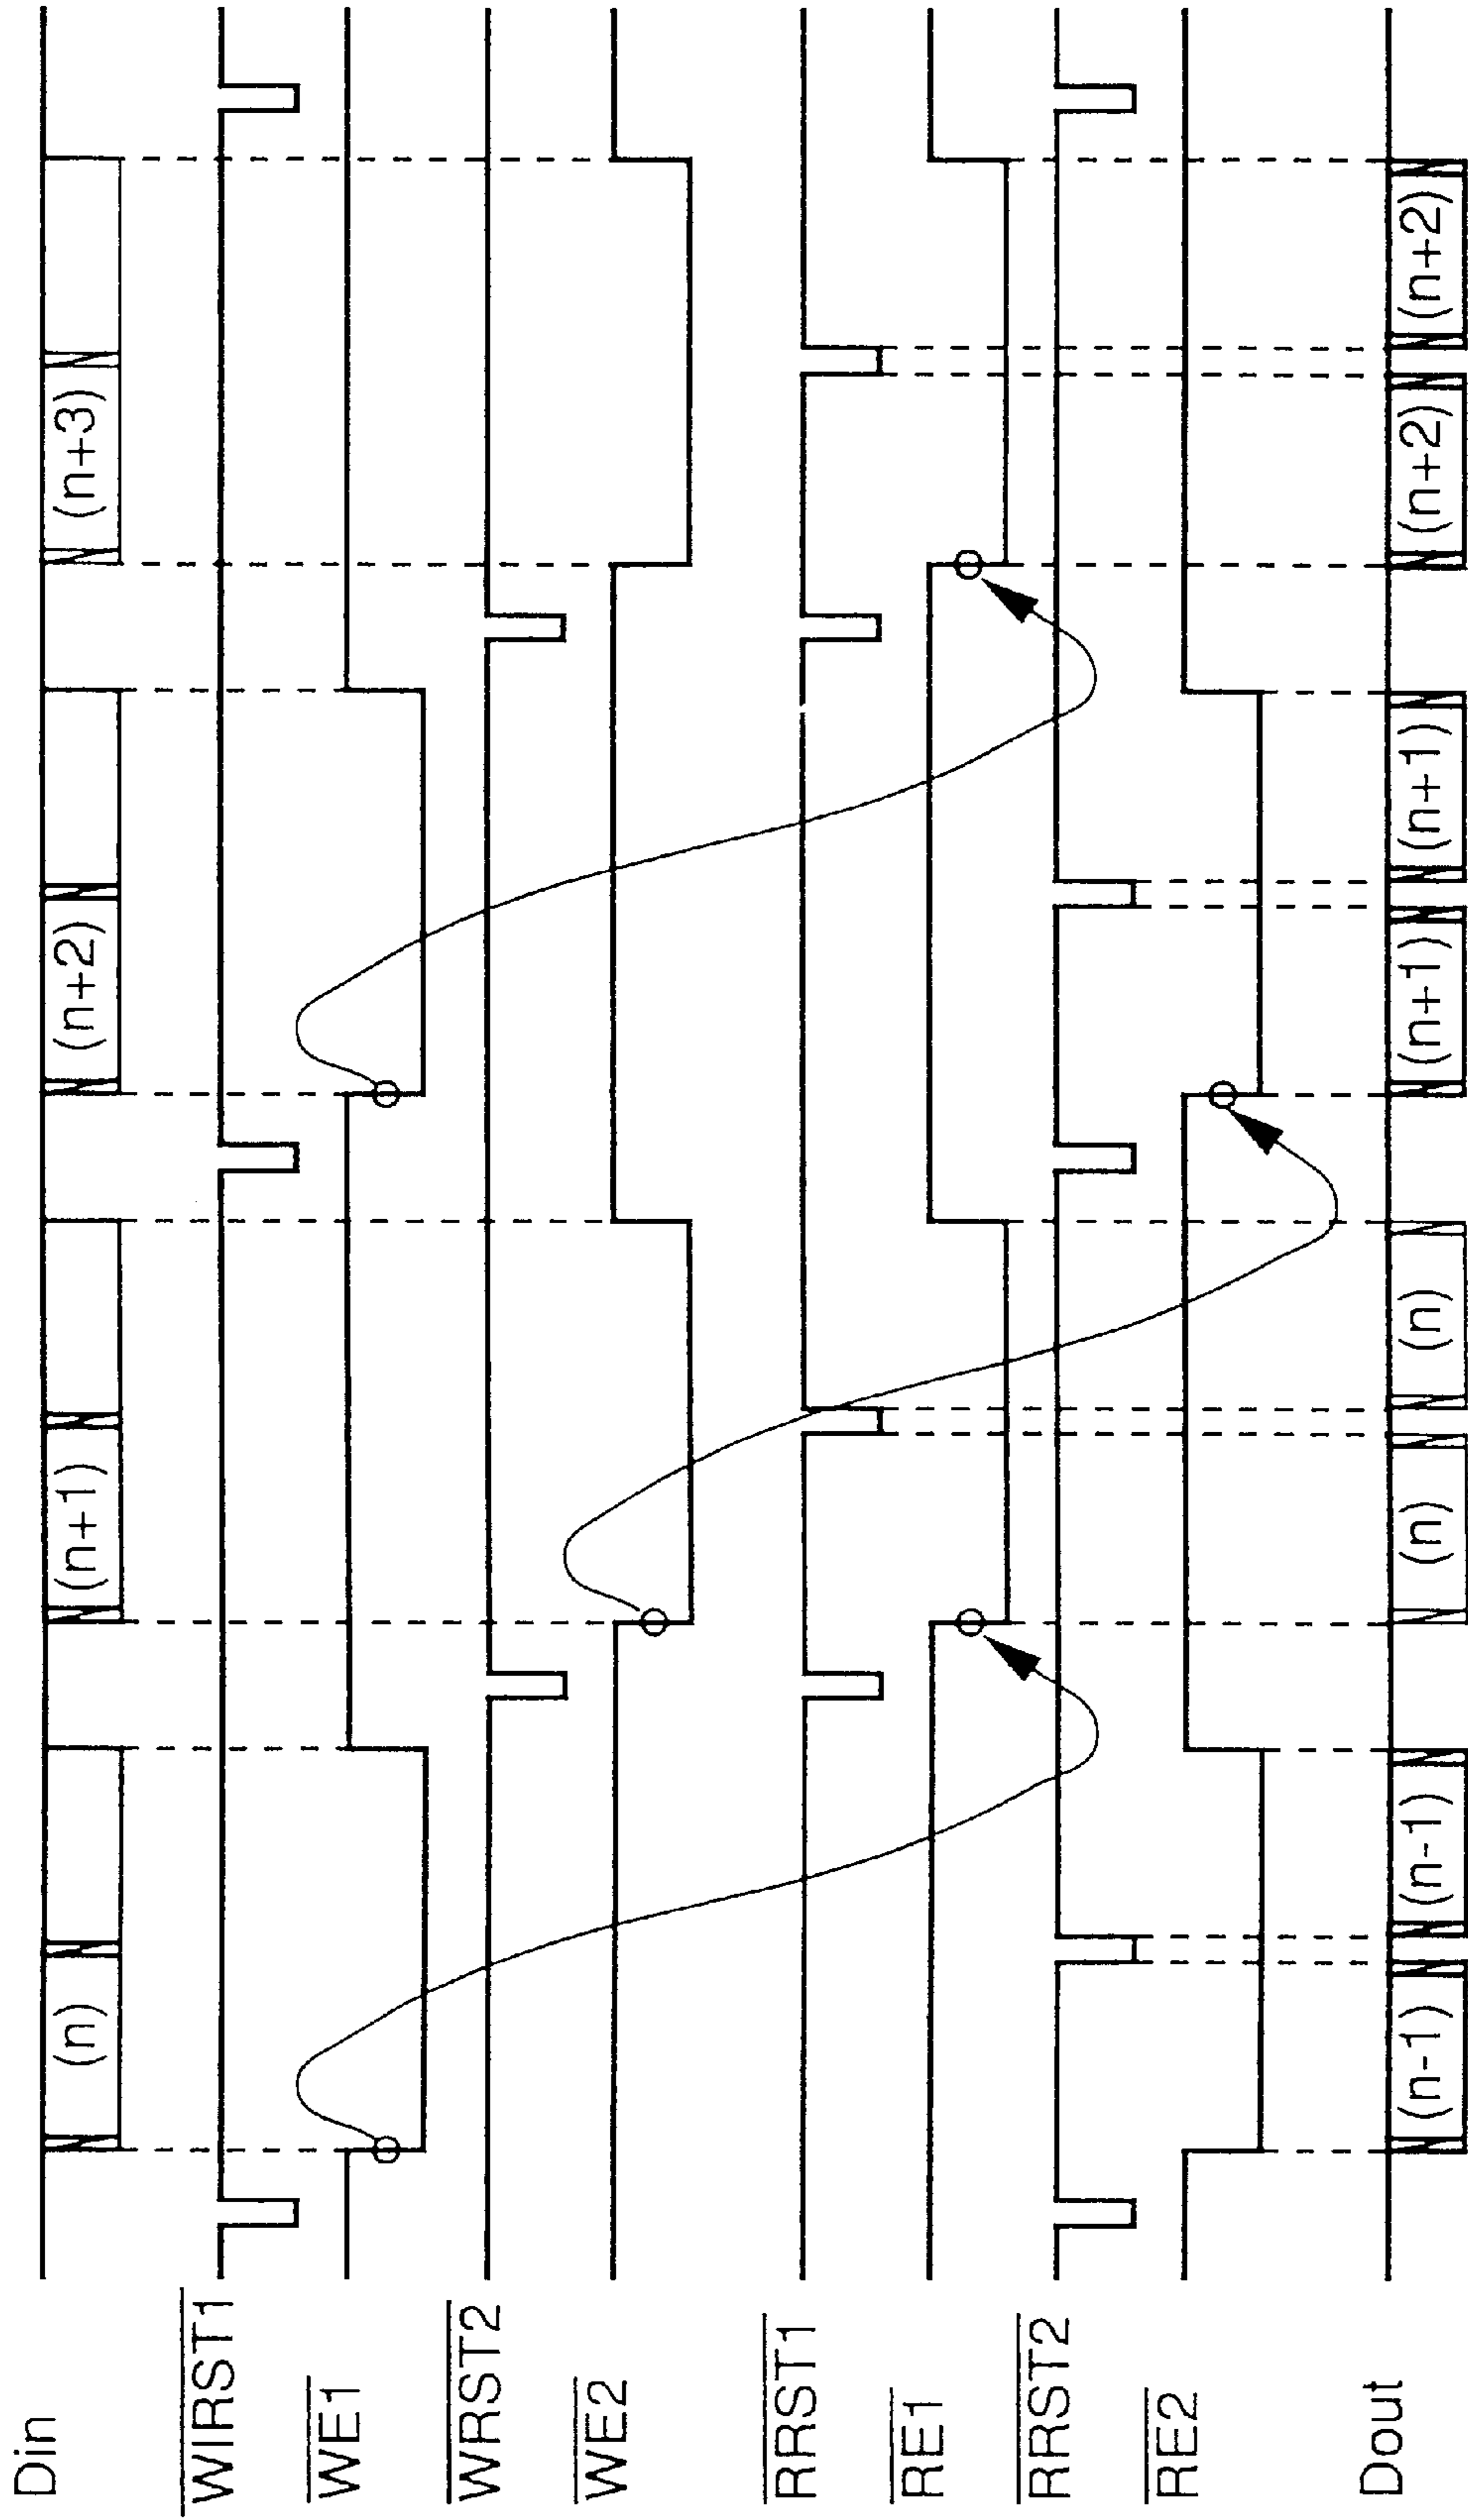 Din (n) (n+1) (n+2) (n+3)
WIRST1
WE1
WRST2
WE2
RRST1
RE1
RRST2
RE2
Dout (n-1) (n-1) (n) (n) (n+1) (n+1) (n+2) (n+2)